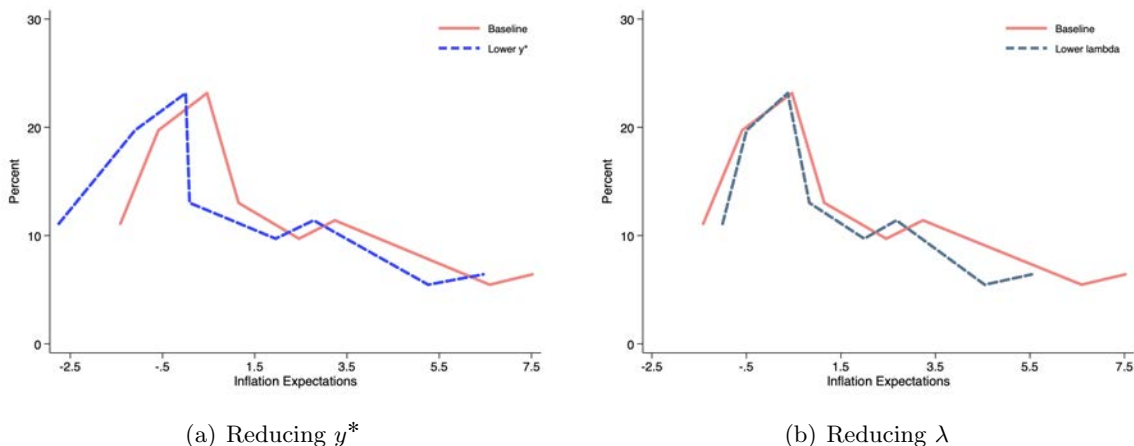 30
20
10
0
Percent
Baseline
Lower y*
-2.5
-.5
1.5
3.5
5.5
7.5
Inflation Expectations
(a) Reducing y*
30
20
10
0
Percent
Baseline
Lower lambda
-2.5
-.5
1.5
3.5
5.5
7.5
Inflation Expectations
(b) Reducing λ